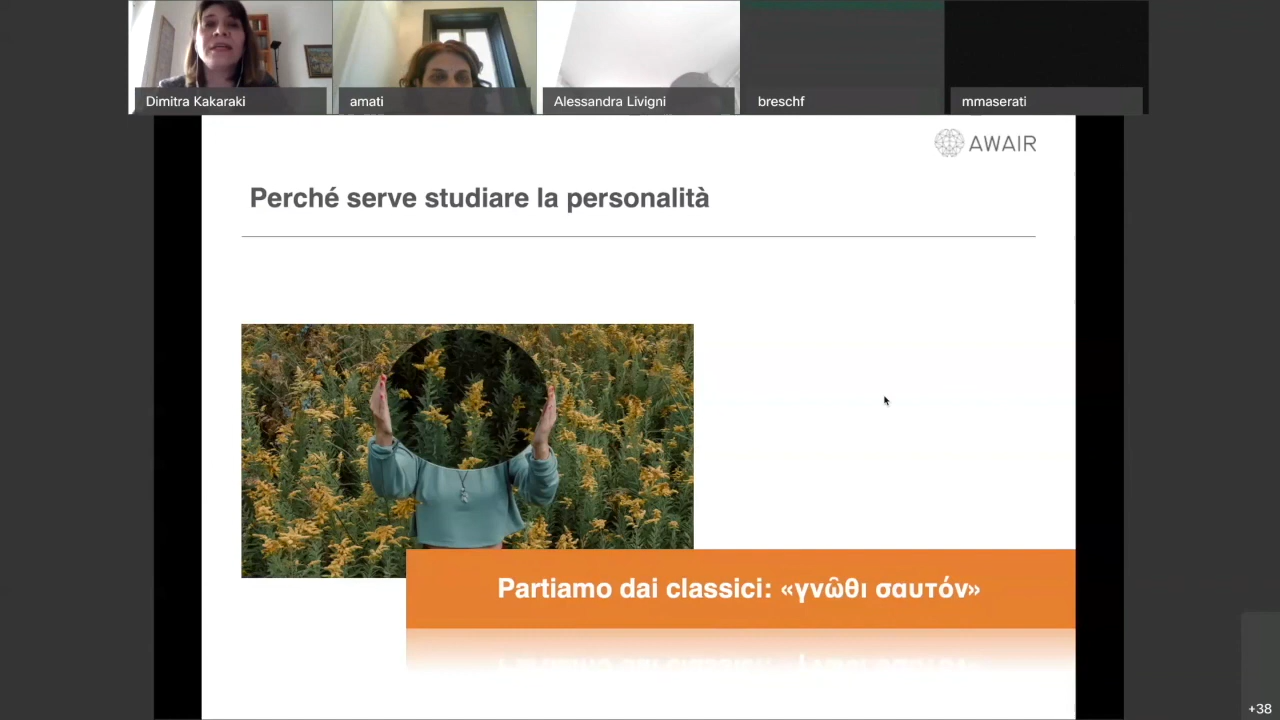 Dimitra Kakaraki
amati
Alessandra Livigni
breschf
mmaserati
AWAIR
Perché serve studiare la personalità
Partiamo dai classici: «γνῶθι σαυτόν»
+38